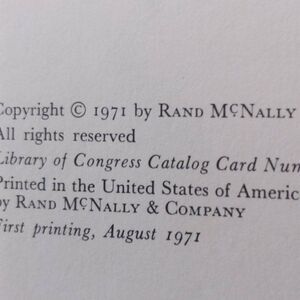 Copyright © 1971 by RAND MCNALLY
All rights reserved
Library of Congress Catalog Card Num
Printed in the United States of America
by RAND MCNALLY & COMPANY
First printing, August 1971